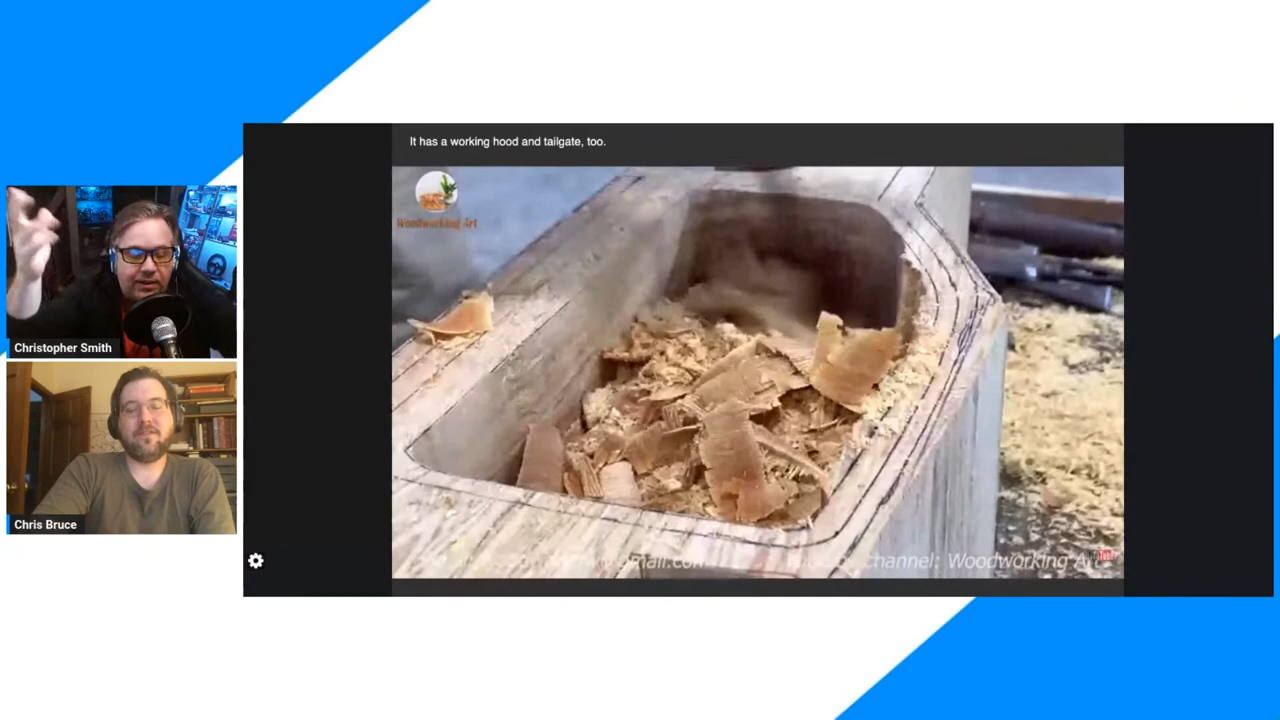 It has a working hood and tailgate, too.
Woodworking Art
Christopher Smith
Chris Bruce
channel: Woodworking Art